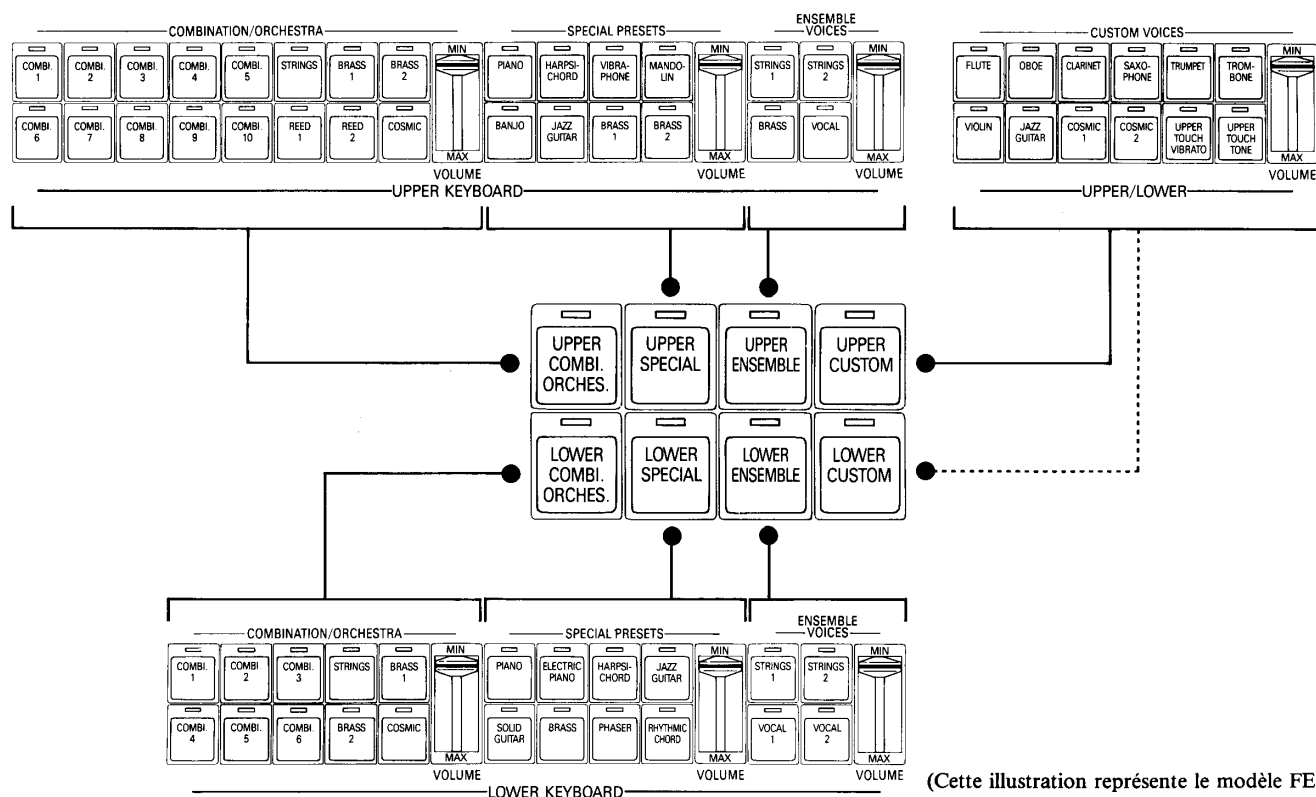 COMBINATION/ORCHESTRA
SPECIAL PRESETS
ENSEMBLE
VOICES
CUSTOM VOICES
COMBI. 1
COMBI. 2
COMBI. 3
COMBI. 4
COMBI. 5
STRINGS
BRASS 1
BRASS 2
MIN
PIANO
HARPSI-
CHORD
VIBRA-
PHONE
MANDO-
LIN
MIN
STRINGS 1
STRINGS 2
MIN
FLUTE
OBOE
CLARINET
SAXO-
PHONE
TRUMPET
TROM-
BONE
MIN
COMBI. 6
COMBI. 7
COMBI. 8
COMBI. 9
COMBI. 10
REED 1
REED 2
COSMIC
MAX
BANJO
JAZZ
GUITAR
BRASS 1
BRASS 2
MAX
BRASS
VOCAL
MAX
VIOLIN
JAZZ
GUITAR
COSMIC 1
COSMIC 2
UPPER
TOUCH
VIBRATO
UPPER
TOUCH
TONE
MAX
VOLUME
VOLUME
VOLUME
VOLUME
UPPER KEYBOARD
UPPER/LOWER
UPPER
COMBI.
ORCHES.
UPPER
SPECIAL
UPPER
ENSEMBLE
UPPER
CUSTOM
LOWER
COMBI.
ORCHES.
LOWER
SPECIAL
LOWER
ENSEMBLE
LOWER
CUSTOM
COMBINATION/ORCHESTRA
SPECIAL PRESETS
ENSEMBLE
VOICES
COMBI. 1
COMBI. 2
COMBI. 3
STRINGS
BRASS 1
MIN
PIANO
ELECTRIC
PIANO
HARPSI-
CHORD
JAZZ
GUITAR
MIN
STRINGS 1
STRINGS 2
MIN
COMBI. 4
COMBI. 5
COMBI. 6
BRASS 2
COSMIC
MAX
SOLID
GUITAR
BRASS
PHASER
RHYTHMIC
CHORD
MAX
VOCAL 1
VOCAL 2
MAX
VOLUME
VOLUME
VOLUME
LOWER KEYBOARD
(Cette illustration représente le modèle FE